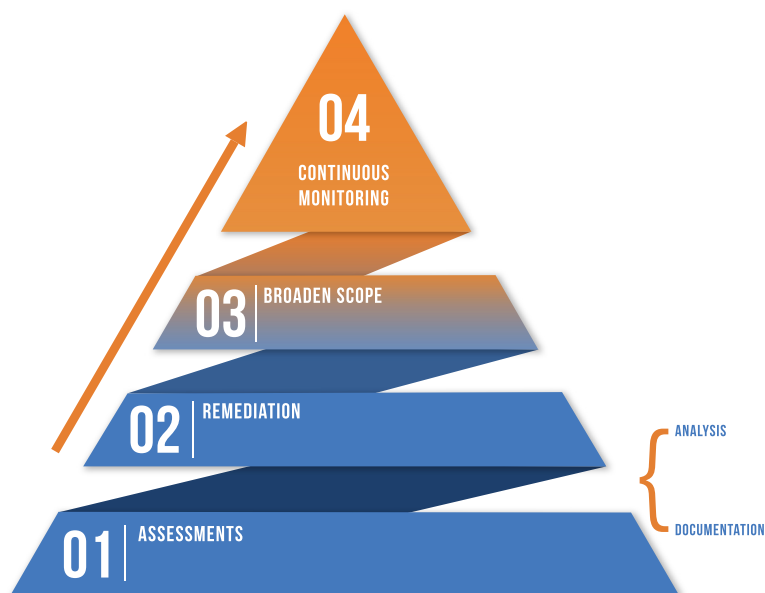 04
CONTINUOUS
MONITORING
03
BROADEN SCOPE
02
REMEDIATION
ANALYSIS
DOCUMENTATION
01
ASSESSMENTS